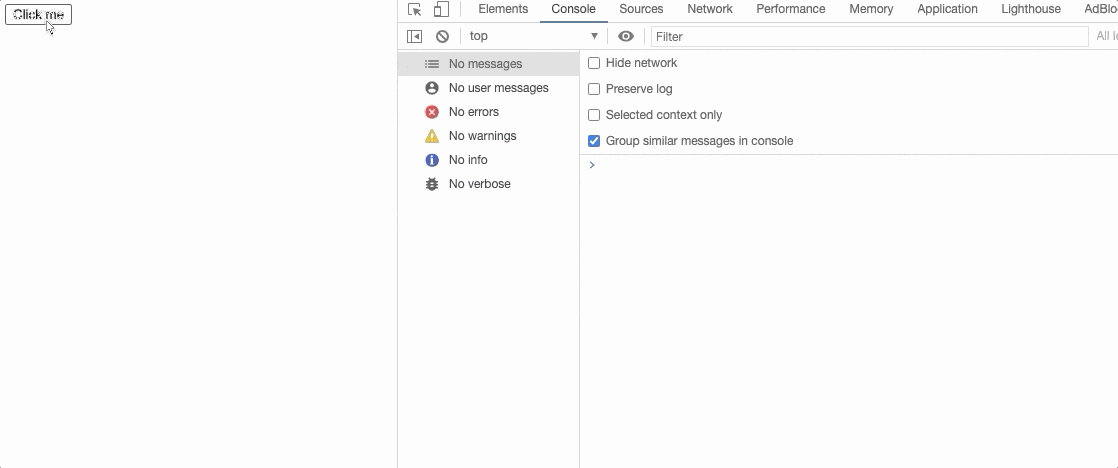 Click me
Elements Console Sources Network Performance Memory Application Lighthouse AdBlo
top Filter All le
No messages
No user messages
No errors
No warnings
No info
No verbose
Hide network
Preserve log
Selected context only
Group similar messages in console